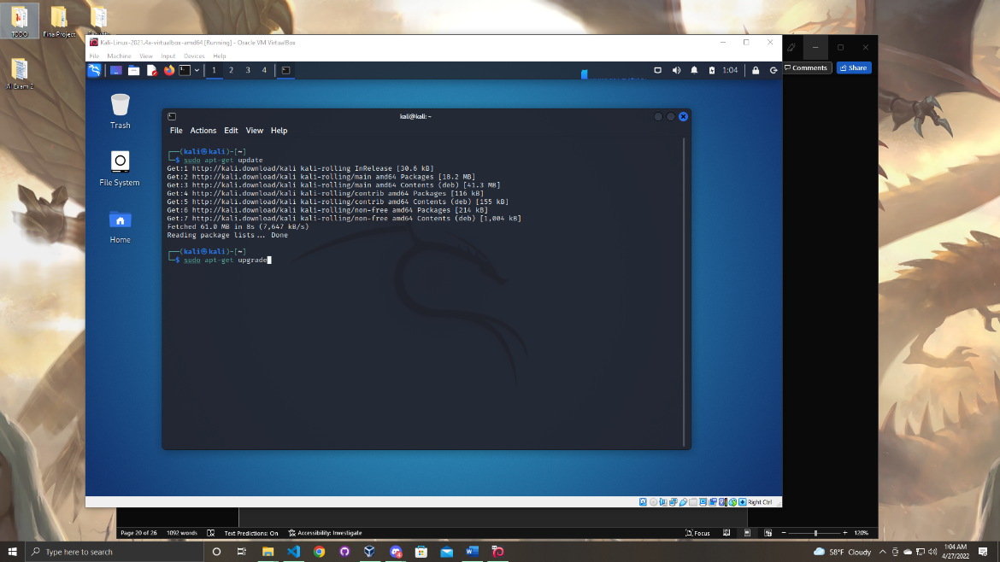 TODO
FinalProject
AI Exam 2
Kali-Linux-2021.4a-virtualbox-amd64 [Running] - Oracle VM VirtualBox
File Machine View Input Devices Help
1 2 3 4 1:04
Comments Share
Trash
File System
Home
kali@kali: ~
File Actions Edit View Help
┌──(kali㉿kali)-[~]
└─$ sudo apt-get update
Get:1 http://kali.download/kali kali-rolling InRelease [30.6 kB]
Get:2 http://kali.download/kali kali-rolling/main amd64 Packages [18.2 MB]
Get:3 http://kali.download/kali kali-rolling/main amd64 Contents (deb) [41.3 MB]
Get:4 http://kali.download/kali kali-rolling/contrib amd64 Packages [116 kB]
Get:5 http://kali.download/kali kali-rolling/contrib amd64 Contents (deb) [155 kB]
Get:6 http://kali.download/kali kali-rolling/non-free amd64 Packages [214 kB]
Get:7 http://kali.download/kali kali-rolling/non-free amd64 Contents (deb) [1,004 kB]
Fetched 61.0 MB in 8s (7,647 kB/s)
Reading package lists... Done
┌──(kali㉿kali)-[~]
└─$ sudo apt-get upgrade
Right Ctrl
Page 20 of 26 1092 words Text Predictions: On Accessibility: Investigate Focus 120%
Type here to search
58°F Cloudy
1:04 AM
4/27/2022